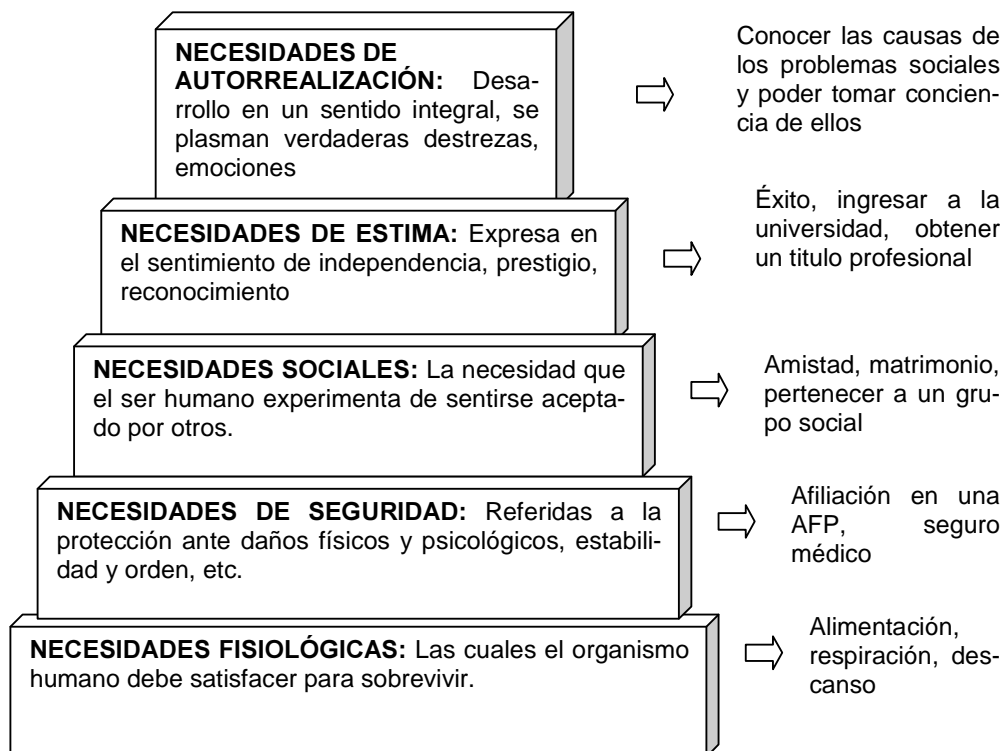 NECESIDADES DE
AUTORREALIZACIÓN: Desa-
rrollo en un sentido integral, se
plasman verdaderas destrezas,
emociones
Conocer las causas de
los problemas sociales
y poder tomar concien-
cia de ellos
NECESIDADES DE ESTIMA: Expresa en
el sentimiento de independencia, prestigio,
reconocimiento
Éxito, ingresar a la
universidad, obtener
un titulo profesional
NECESIDADES SOCIALES: La necesidad que
el ser humano experimenta de sentirse acepta-
do por otros.
Amistad, matrimonio,
pertenecer a un gru-
po social
NECESIDADES DE SEGURIDAD: Referidas a la
protección ante daños físicos y psicológicos, estabili-
dad y orden, etc.
Afiliación en una
AFP, seguro
médico
NECESIDADES FISIOLÓGICAS: Las cuales el organismo
humano debe satisfacer para sobrevivir.
Alimentación,
respiración, des-
canso